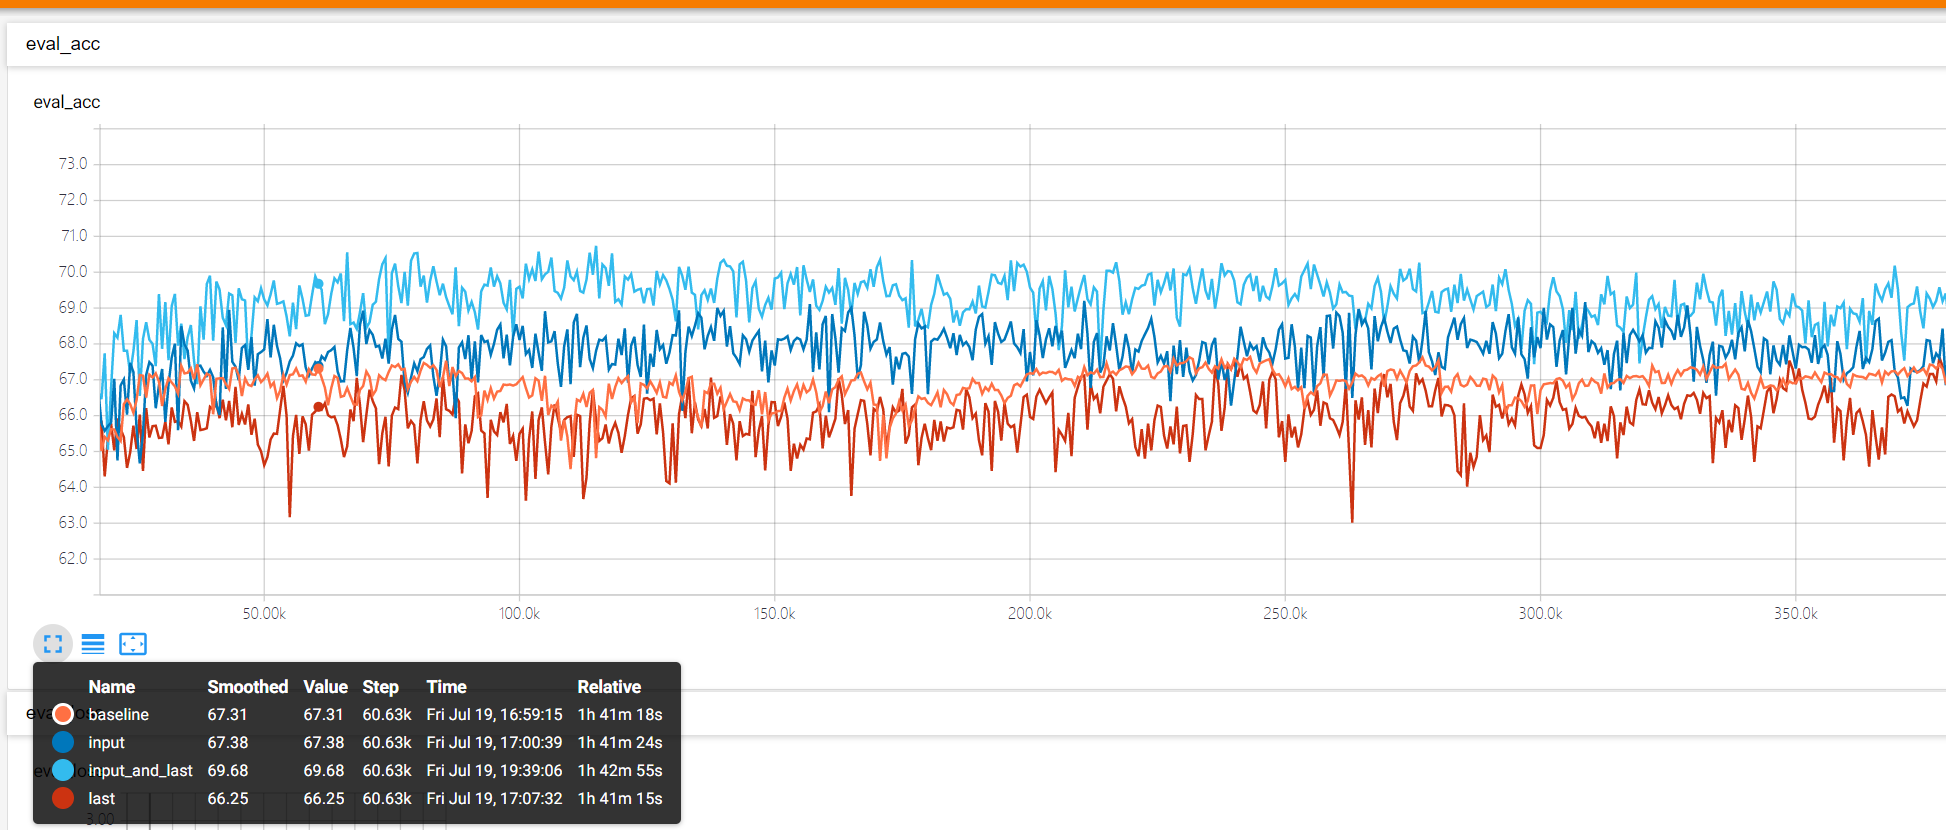 eval_acc
eval_acc
73.0
72.0
71.0
70.0
69.0
68.0
67.0
66.0
65.0
64.0
63.0
62.0
50.00k 100.0k 150.0k 200.0k 250.0k 300.0k 350.0k
Name Smoothed Value Step Time Relative
baseline 67.31 67.31 60.63k Fri Jul 19, 16:59:15 1h 41m 18s
input 67.38 67.38 60.63k Fri Jul 19, 17:00:39 1h 41m 24s
input_and_last 69.68 69.68 60.63k Fri Jul 19, 19:39:06 1h 42m 55s
last 66.25 66.25 60.63k Fri Jul 19, 17:07:32 1h 41m 15s
3.00